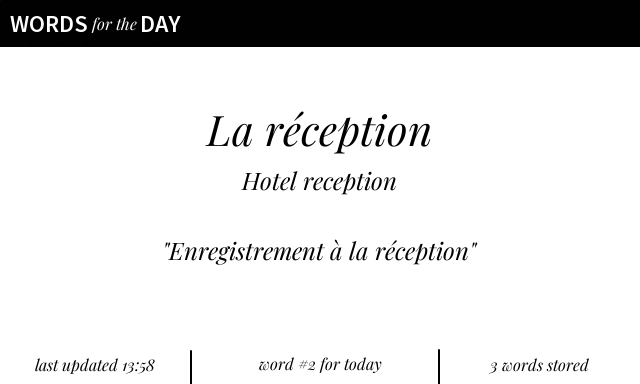 WORDS for the DAY
La réception
Hotel reception
"Enregistrement à la réception"
last updated 13:58
word #2 for today
3 words stored